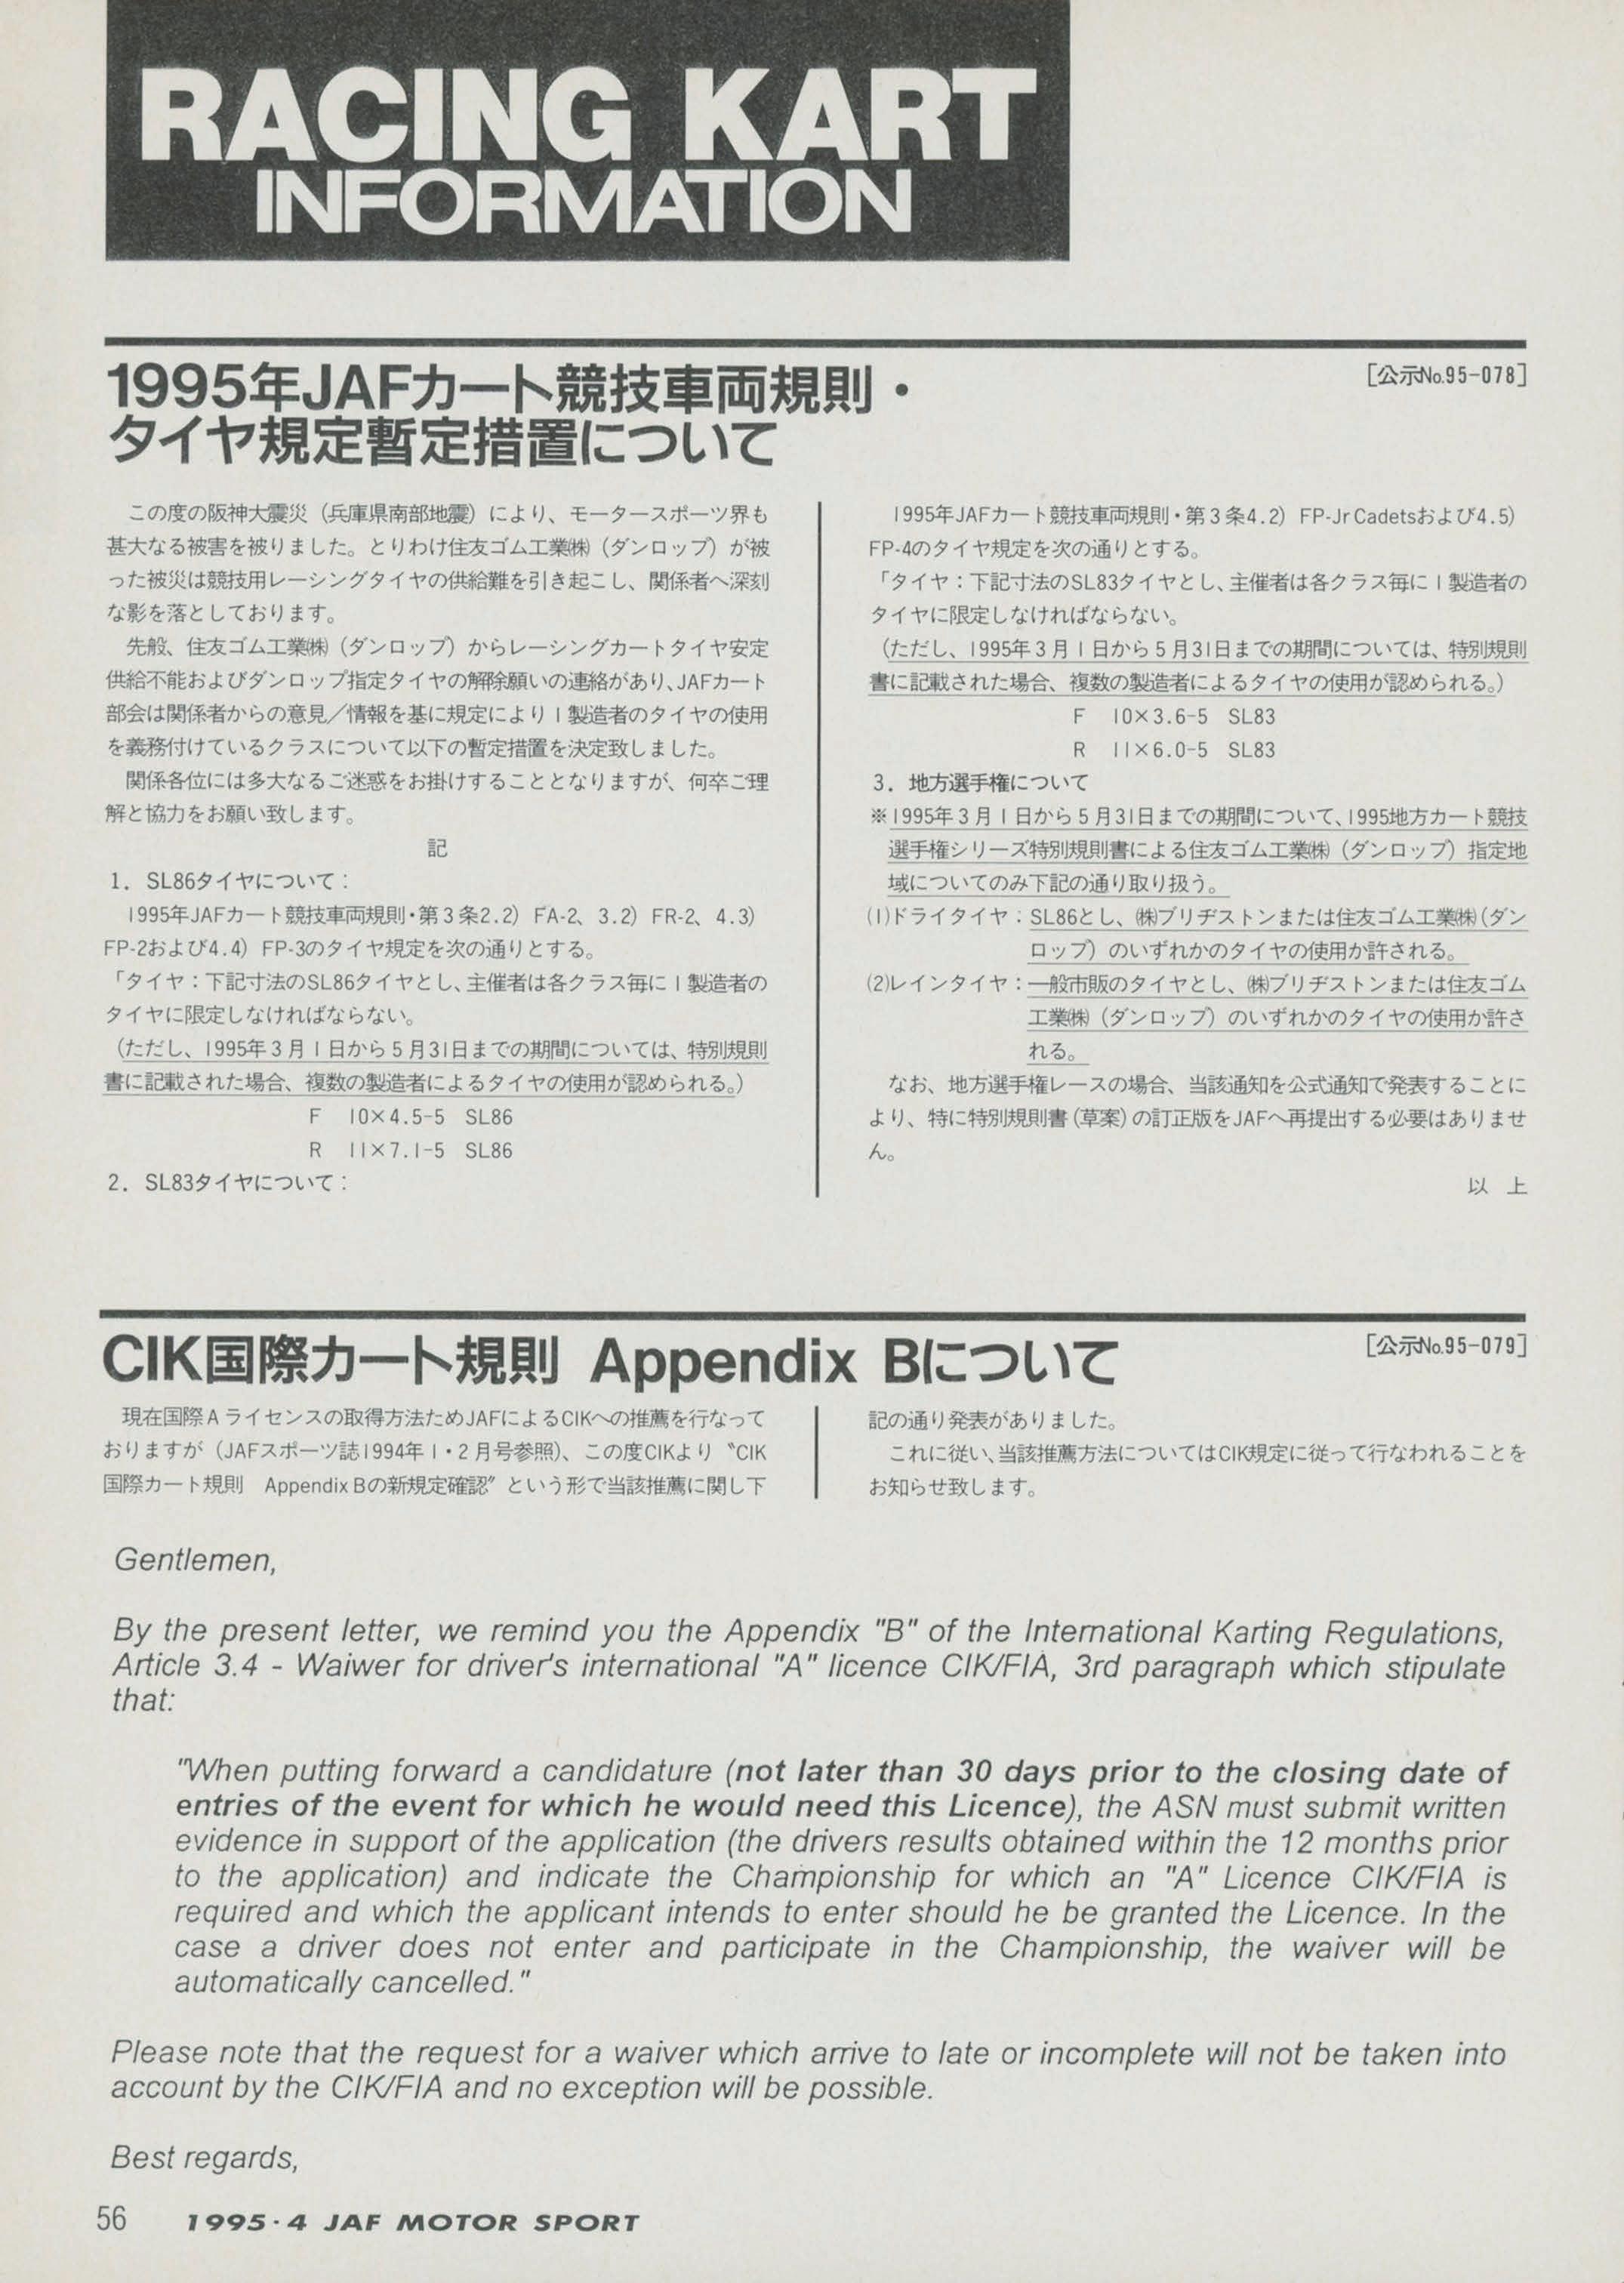 RACING KART
INFORMATION
1995年JAFカート競技車両規則・
タイヤ規定暫定措置について
［公示No.95-078］
この度の阪神大震災（兵庫県南部地震）により、モータースポーツ界も
甚大なる被害を被りました。とりわけ住友ゴム工業㈱（ダンロップ）が被
った被災は競技用レーシングタイヤの供給難を引き起こし、関係者へ深刻
な影を落としております。
先般、住友ゴム工業㈱（ダンロップ）からレーシングカートタイヤ安定
供給不能およびダンロップ指定タイヤの解除願いの連絡があり、JAFカート
部会は関係者からの意見／情報を基に規定により1製造者のタイヤの使用
を義務付けているクラスについて以下の暫定措置を決定致しました。
関係各位には多大なるご迷惑をお掛けすることとなりますが、何卒ご理
解と協力をお願い致します。
記
1．SL86タイヤについて：
1995年JAFカート競技車両規則・第3条2.2）FA-2、3.2）FR-2、4.3）
FP-2および4.4）FP-3のタイヤ規定を次の通りとする。
「タイヤ：下記寸法のSL86タイヤとし、主催者は各クラス毎に1製造者の
タイヤに限定しなければならない。
（ただし、1995年3月1日から5月31日までの期間については、特別規則
書に記載された場合、複数の製造者によるタイヤの使用が認められる。）
F 10×4.5-5 SL86
R 11×7.1-5 SL86
2．SL83タイヤについて：
1995年JAFカート競技車両規則・第3条4.2）FP-Jr Cadetsおよび4.5）
FP-4のタイヤ規定を次の通りとする。
「タイヤ：下記寸法のSL83タイヤとし、主催者は各クラス毎に1製造者の
タイヤに限定しなければならない。
（ただし、1995年3月1日から5月31日までの期間については、特別規則
書に記載された場合、複数の製造者によるタイヤの使用が認められる。）
F 10×3.6-5 SL83
R 11×6.0-5 SL83
3．地方選手権について
※1995年3月1日から5月31日までの期間について、1995地方カート競技
選手権シリーズ特別規則書による住友ゴム工業㈱（ダンロップ）指定地
域についてのみ下記の通り取り扱う。
(1)ドライタイヤ：SL86とし、㈱ブリヂストンまたは住友ゴム工業㈱（ダン
ロップ）のいずれかのタイヤの使用か許される。
(2)レインタイヤ：一般市販のタイヤとし、㈱ブリヂストンまたは住友ゴム
工業㈱（ダンロップ）のいずれかのタイヤの使用か許さ
れる。
なお、地方選手権レースの場合、当該通知を公式通知で発表することに
より、特に特別規則書（草案）の訂正版をJAFへ再提出する必要はありませ
ん。
以 上
CIK国際カート規則 Appendix Bについて
［公示No.95-079］
現在国際Aライセンスの取得方法ためJAFによるCIKへの推薦を行なって
おりますが（JAFスポーツ誌1994年1・2月号参照）、この度CIKより〝CIK
国際カート規則 Appendix Bの新規定確認〞という形で当該推薦に関し下
記の通り発表がありました。
これに従い、当該推薦方法についてはCIK規定に従って行なわれることを
お知らせ致します。
Gentlemen,
By the present letter, we remind you the Appendix "B" of the International Karting Regulations,
Article 3.4 - Waiwer for driver's international "A" licence CIK/FIA, 3rd paragraph which stipulate
that:
"When putting forward a candidature (not later than 30 days prior to the closing date of
entries of the event for which he would need this Licence), the ASN must submit written
evidence in support of the application (the drivers results obtained within the 12 months prior
to the application) and indicate the Championship for which an "A" Licence CIK/FIA is
required and which the applicant intends to enter should he be granted the Licence. In the
case a driver does not enter and participate in the Championship, the waiver will be
automatically cancelled."
Please note that the request for a waiver which arrive to late or incomplete will not be taken into
account by the CIK/FIA and no exception will be possible.
Best regards,
56 1995・4 JAF MOTOR SPORT